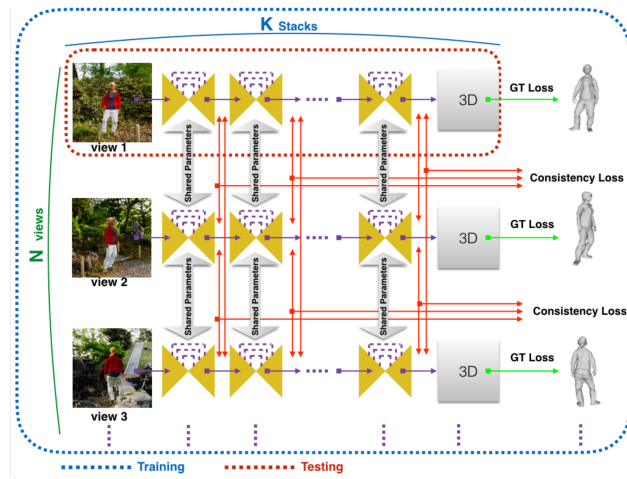 K Stacks
N views
view 1
3D
GT Loss
Shared Parameters
Shared Parameters
Shared Parameters
Consistency Loss
view 2
3D
GT Loss
Shared Parameters
Shared Parameters
Shared Parameters
Consistency Loss
view 3
3D
GT Loss
Training
Testing